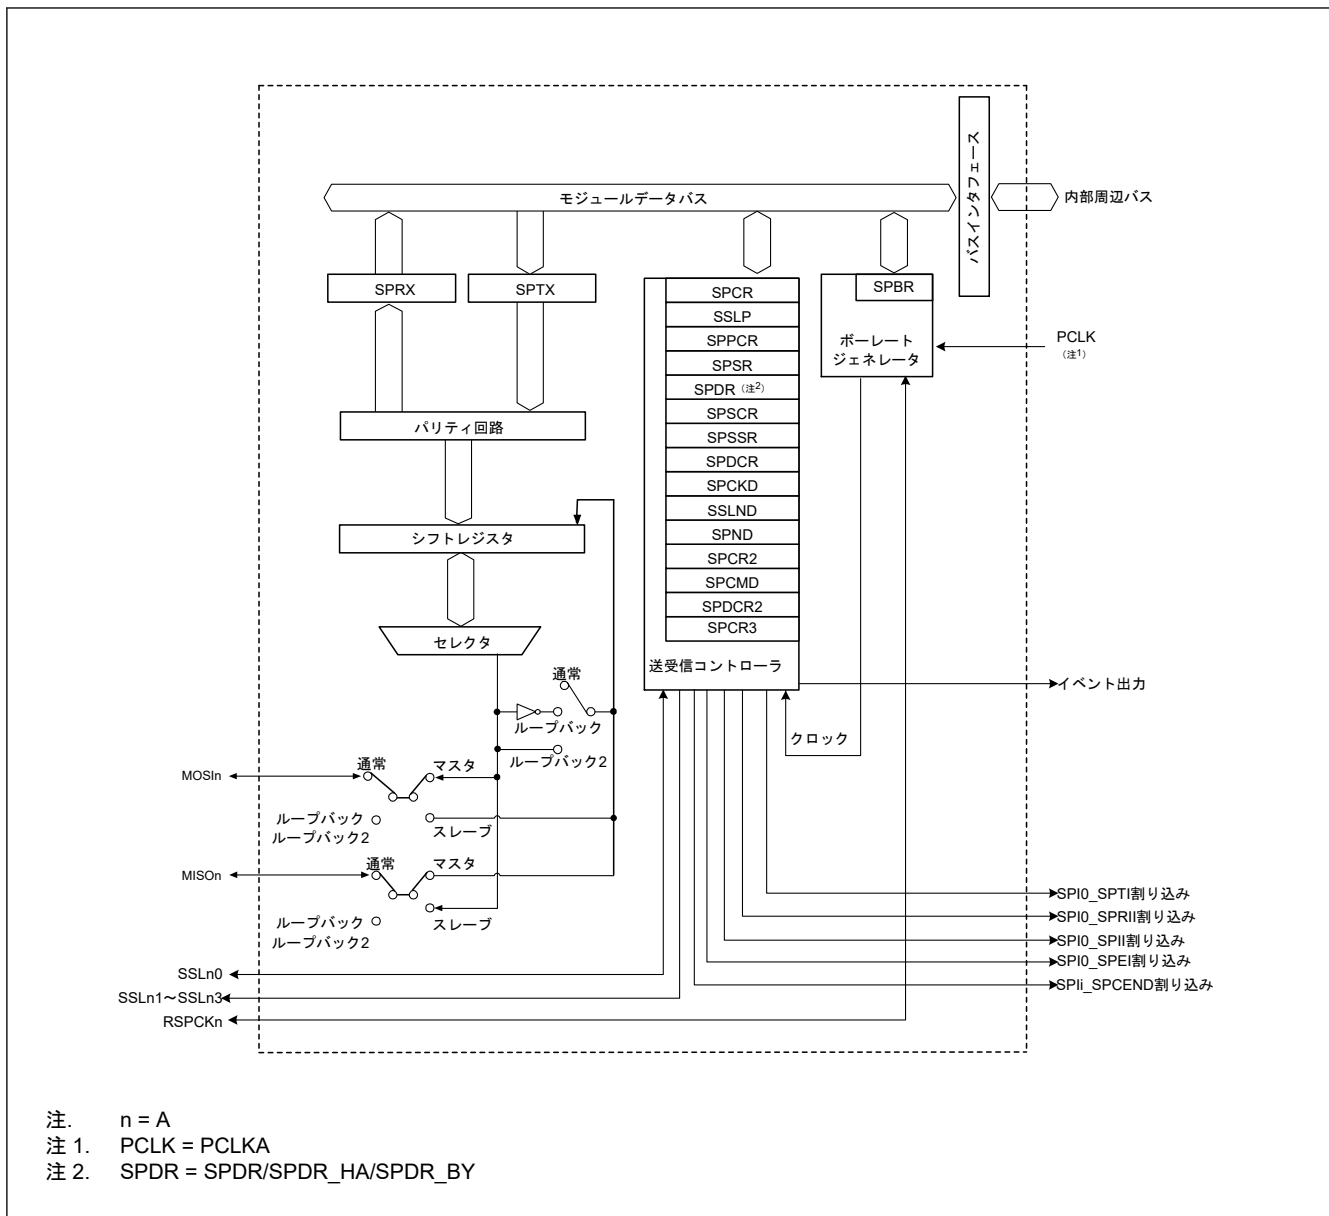 バスインタフェース
モジュールデータバス
内部周辺バス
SPRX
SPTX
SPCR
SSLP
SPPCR
SPSR
SPDR（注2）
SPSCR
SPSSR
SPDCR
SPCKD
SSLND
SPND
SPCR2
SPCMD
SPDCR2
SPCR3
送受信コントローラ
SPBR
ボーレート
ジェネレータ
PCLK
（注1）
パリティ回路
シフトレジスタ
セレクタ
通常
ループバック
ループバック2
クロック
イベント出力
MOSIn
通常
マスタ
ループバック
ループバック2
スレーブ
MISOn
通常
マスタ
ループバック
ループバック2
スレーブ
SSLn0
SSLn1～SSLn3
RSPCKn
SPI0_SPTI割り込み
SPI0_SPRII割り込み
SPI0_SPII割り込み
SPI0_SPEI割り込み
SPIi_SPCEND割り込み
注. n = A
注 1. PCLK = PCLKA
注 2. SPDR = SPDR/SPDR_HA/SPDR_BY